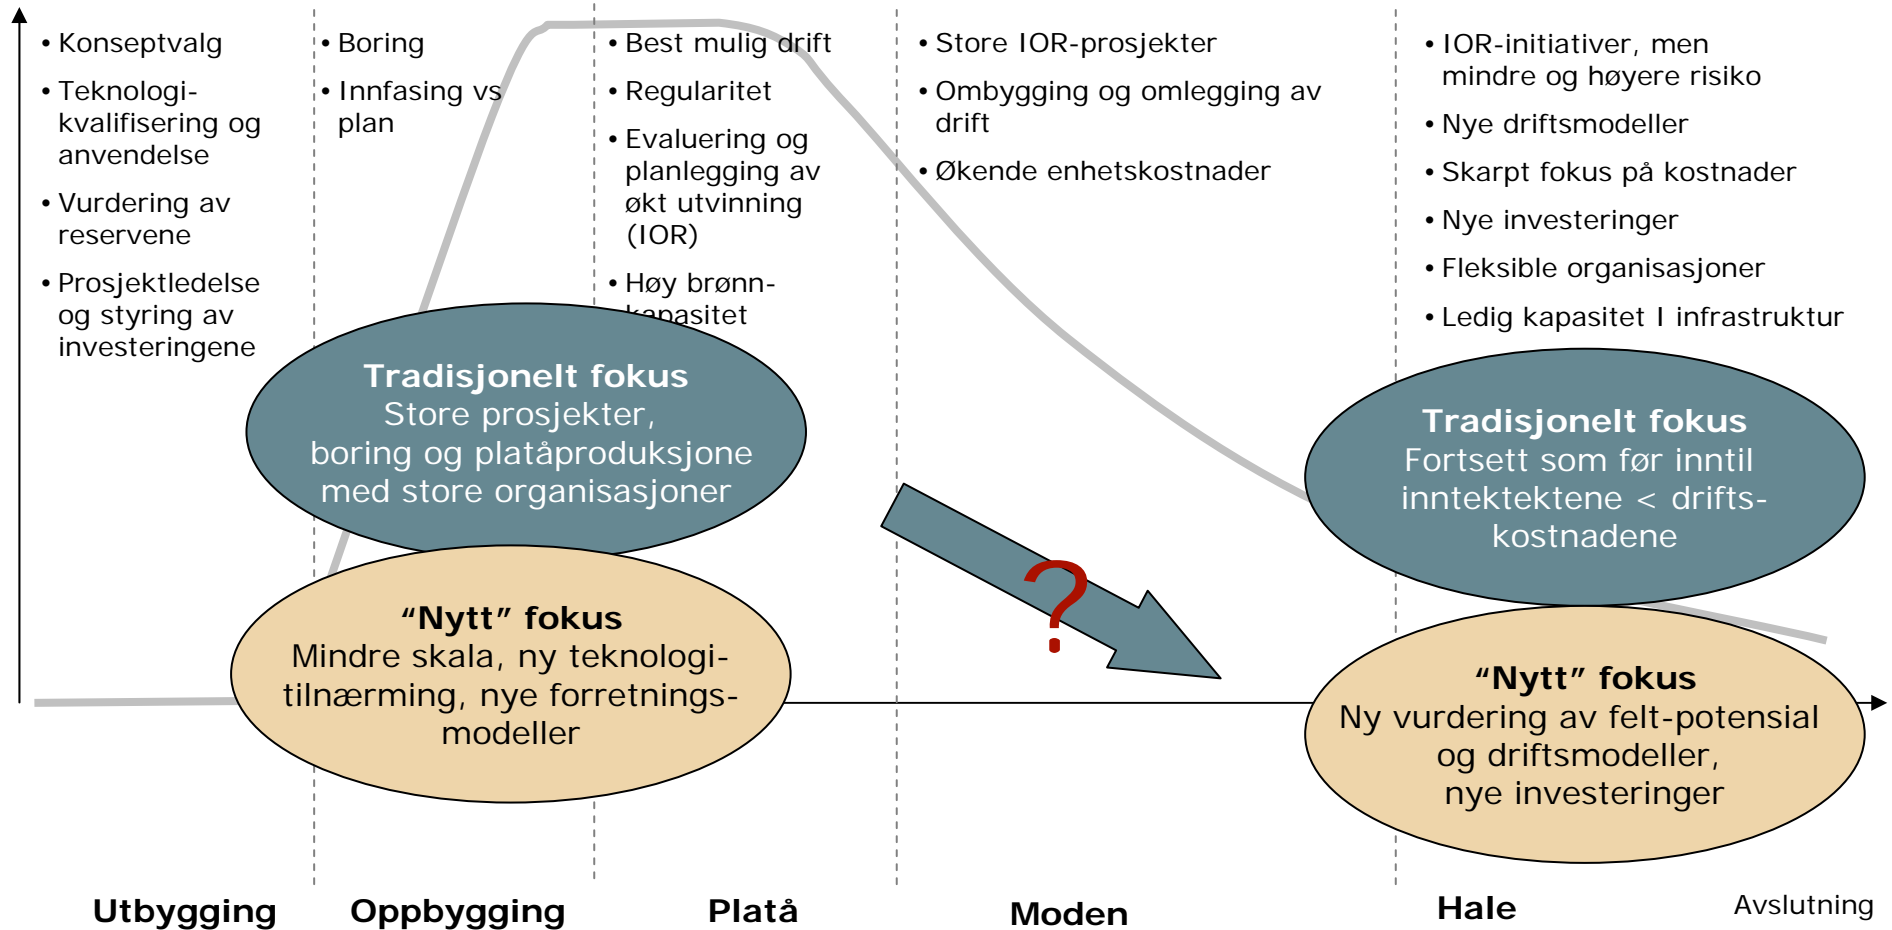 • Konseptvalg
• Teknologi-
kvalifisering og
anvendelse
• Vurdering av
reservene
• Prosjektledelse
og styring av
investeringene
• Boring
• Innfasing vs
plan
• Best mulig drift
• Regularitet
• Evaluering og
planlegging av
økt utvinning
(IOR)
• Høy brønn-
kapasitet
• Store IOR-prosjekter
• Ombygging og omlegging av
drift
• Økende enhetskostnader
• IOR-initiativer, men
mindre og høyere risiko
• Nye driftsmodeller
• Skarpt fokus på kostnader
• Nye investeringer
• Fleksible organisasjoner
• Ledig kapasitet I infrastruktur
Tradisjonelt fokus
Store prosjekter,
boring og platåproduksjone
med store organisasjoner
“Nytt” fokus
Mindre skala, ny teknologi-
tilnærming, nye forretnings-
modeller
?
Tradisjonelt fokus
Fortsett som før inntil
inntektektene < drifts-
kostnadene
“Nytt” fokus
Ny vurdering av felt-potensial
og driftsmodeller,
nye investeringer
Utbygging
Oppbygging
Platå
Moden
Hale
Avslutning